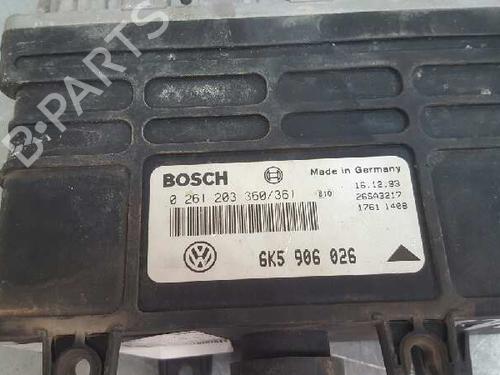 B-PARTS
BOSCH
Made in Germany
0 261 203 360/361
810
16.12.93
26SA3217
1761 1408
6K5 906 026